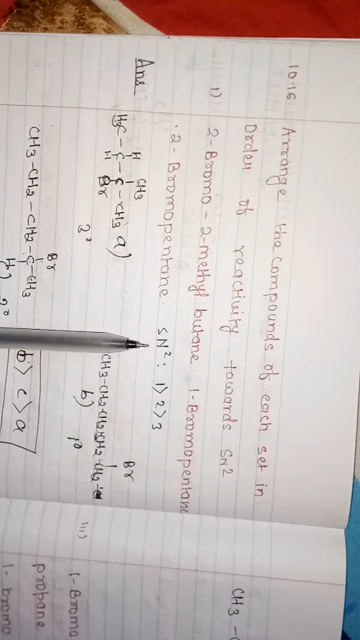 10.16 Arrange the compounds of each set in
Order of reactivity towards SN2
1) 2-Bromo-2-methyl butane 1-Bromopentane
2-Bromopentane. SN2: 1>2>3
Ans
CH3
H
H3C-C-C-CH3 a)
H Br
3°
Br
CH3-CH2-CH2-CH2-CH2
b) 1°
Br
CH3-CH2-CH2-C-CH3
H) 2°
b > c > a
CH3-
iii) 1-Bromo
propane
1-bromo